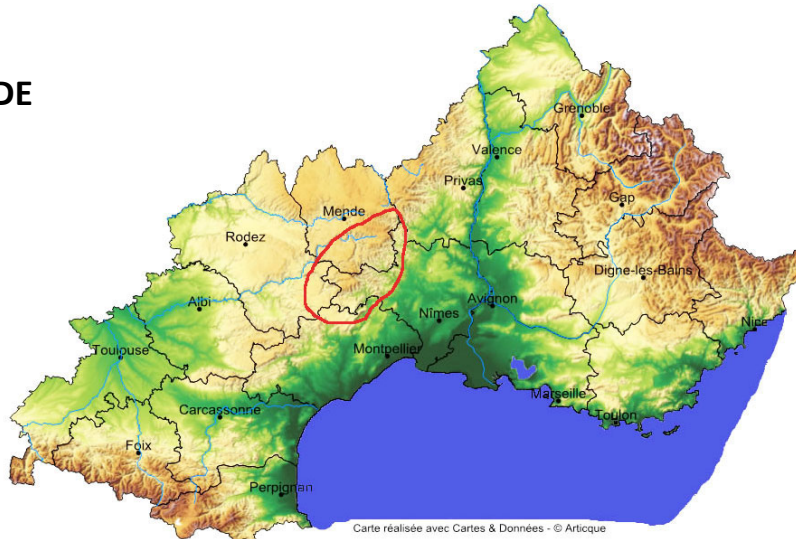 DE
Grenoble
Valence
Privas
Gap
Mende
Rodez
Digne-les-Bains
Albi
Avignon
Nîmes
Nice
Toulouse
Montpellier
Marseille
Carcassonne
Toulon
Foix
Perpignan
Carte réalisée avec Cartes & Données - © Articque